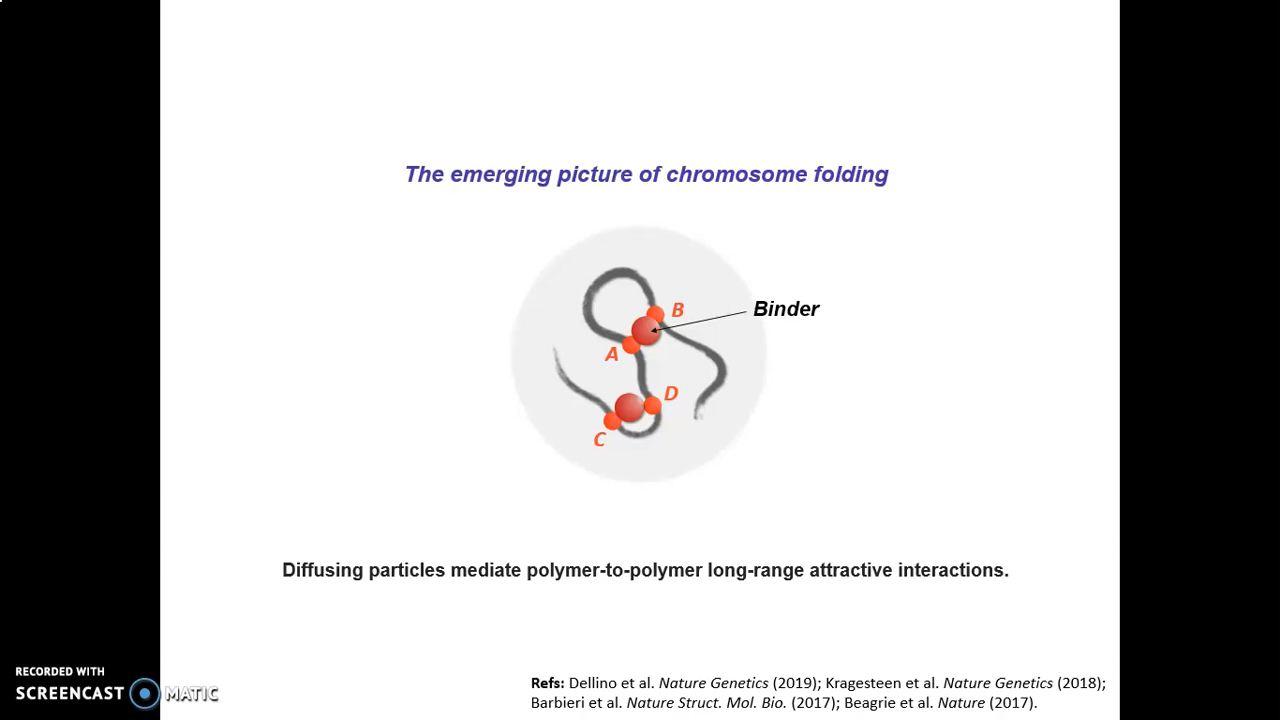 The emerging picture of chromosome folding
B
Binder
A
D
C
Diffusing particles mediate polymer-to-polymer long-range attractive interactions.
RECORDED WITH
SCREENCAST MATIC
Refs: Dellino et al. Nature Genetics (2019); Kragesteen et al. Nature Genetics (2018);
Barbieri et al. Nature Struct. Mol. Bio. (2017); Beagrie et al. Nature (2017).